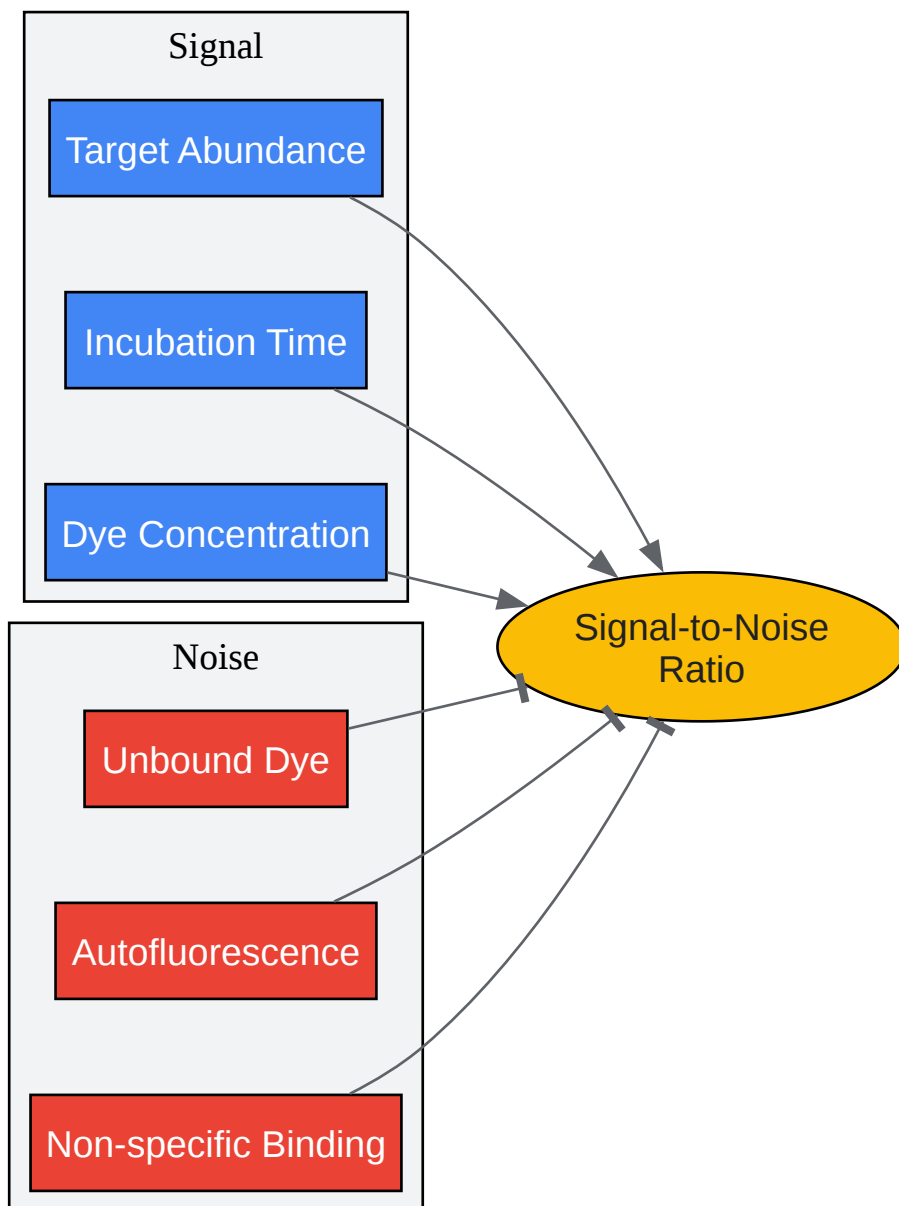 Signal
Target Abundance
Incubation Time
Dye Concentration
Signal-to-Noise
Ratio
Noise
Unbound Dye
Autofluorescence
Non-specific Binding